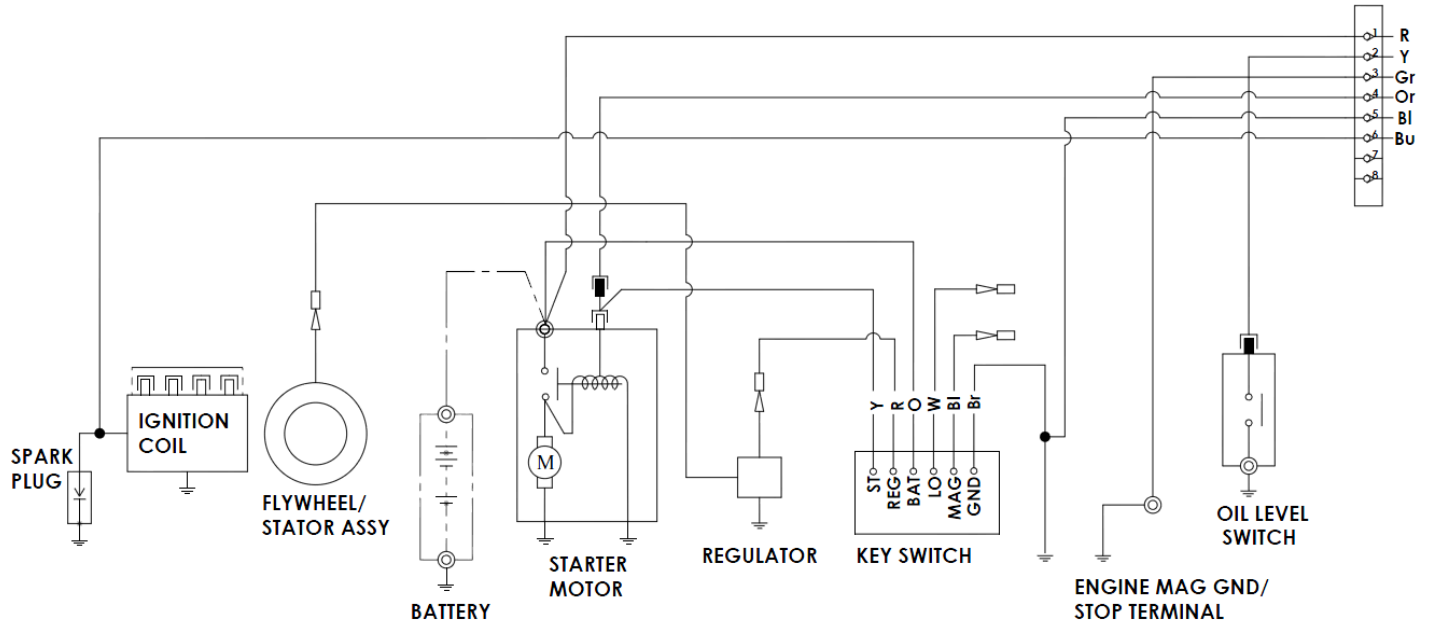 1 R
2 Y
3 Gr
4 Or
5 Bl
6 Bu
7
8
IGNITION
COIL
SPARK
PLUG
FLYWHEEL/
STATOR ASSY
BATTERY
M
STARTER
MOTOR
REGULATOR
Y R O W Bl Br
ST REG BAT LO MAG GND
KEY SWITCH
OIL LEVEL
SWITCH
ENGINE MAG GND/
STOP TERMINAL